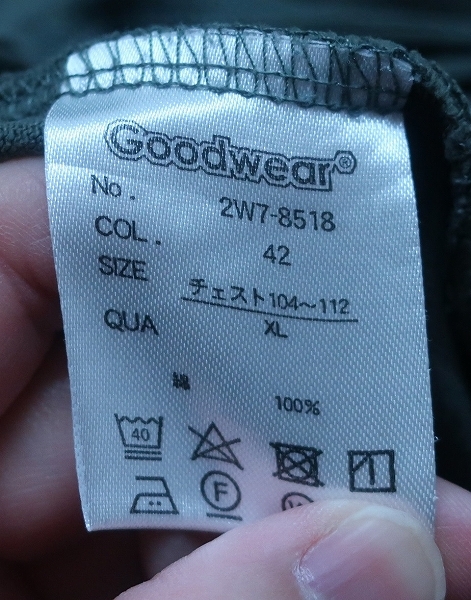 Goodwear®
No. 2W7-8518
COL. 42
SIZE チェスト104〜112
XL
QUA
綿 100%
40
F
W